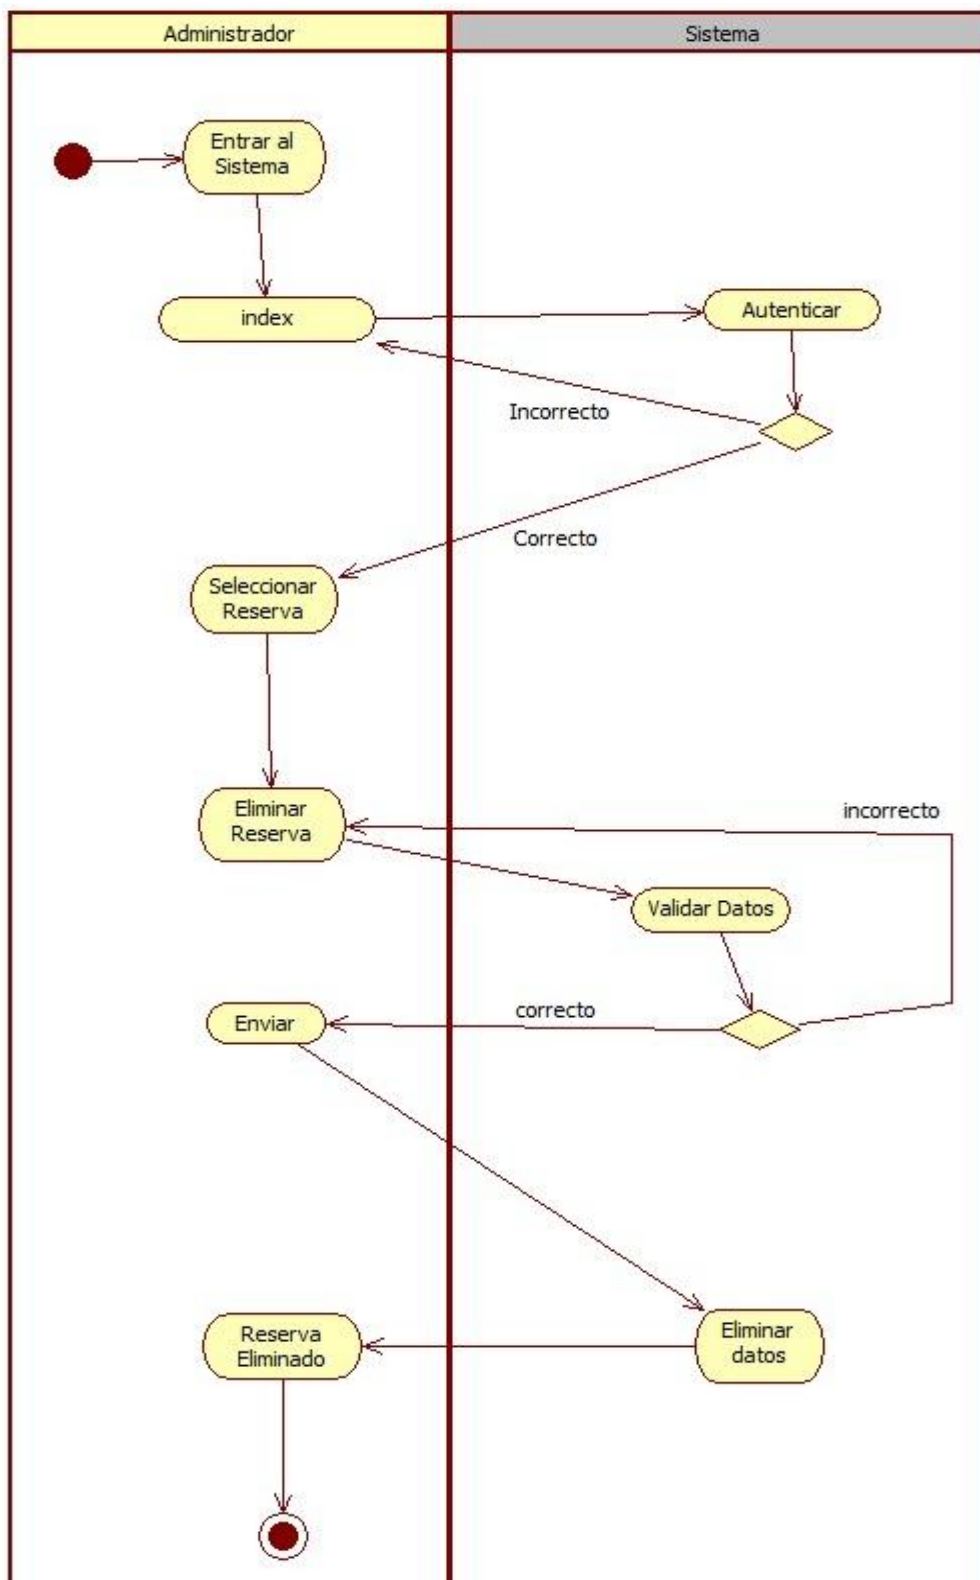 Administrador
Sistema
Entrar al
Sistema
index
Autenticar
Incorrecto
Correcto
Seleccionar
Reserva
Eliminar
Reserva
incorrecto
Validar Datos
Enviar
correcto
Reserva
Eliminado
Eliminar
datos